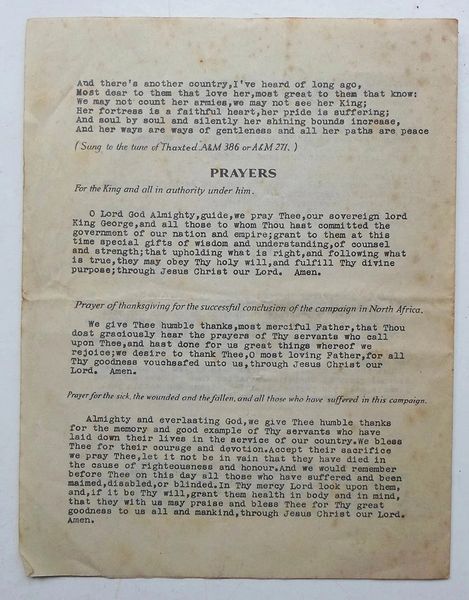 And there's another country,I've heard of long ago,
Most dear to them that love her,most great to them that know:
We may not count her armies,we may not see her King;
Her fortress is a faithful heart,her pride is suffering;
And soul by soul and silently her shining bounds increase,
And her ways are ways of gentleness and all her paths are peace
(Sung to the tune of Thaxted A&M 386 or A&M 271.)
PRAYERS
For the King and all in authority under him.
O Lord God Almighty,guide,we pray Thee,our sovereign lord
King George,and all those to whom Thou hast committed the
government of our nation and empire;grant to them at this
time special gifts of wisdom and understanding,of counsel
and strength;that upholding what is right,and following what
is true,they may obey Thy holy will,and fulfill Thy divine
purpose;through Jesus Christ our Lord. Amen.
Prayer of thanksgiving for the successful conclusion of the campaign in North Africa.
We give Thee humble thanks,most merciful Father,that Thou
dost graciously hear the prayers of Thy servants who call
upon Thee,and hast done for us great things whereof we
rejoice;we desire to thank Thee,O most loving Father,for all
Thy goodness vouchsafed unto us,through Jesus Christ our
Lord. Amen.
Prayer for the sick, the wounded and the fallen, and all those who have suffered in this campaign.
Almighty and everlasting God,we give Thee humble thanks
for the memory and good example of Thy servants who have
laid down their lives in the service of our country.We bless
Thee for their courage and devotion.Accept their sacrifice
we pray Thee,let it not be in vain that they have died in
the cause of righteousness and honour.And we would remember
before Thee on this day all those who have suffered and been
maimed,disabled,or blinded,In Thy mercy Lord look upon them,
and,if it be Thy will,grant them health in body and in mind,
that they with us may praise and bless Thee for Thy great
goodness to us all and mankind,through Jesus Christ our Lord.
Amen.